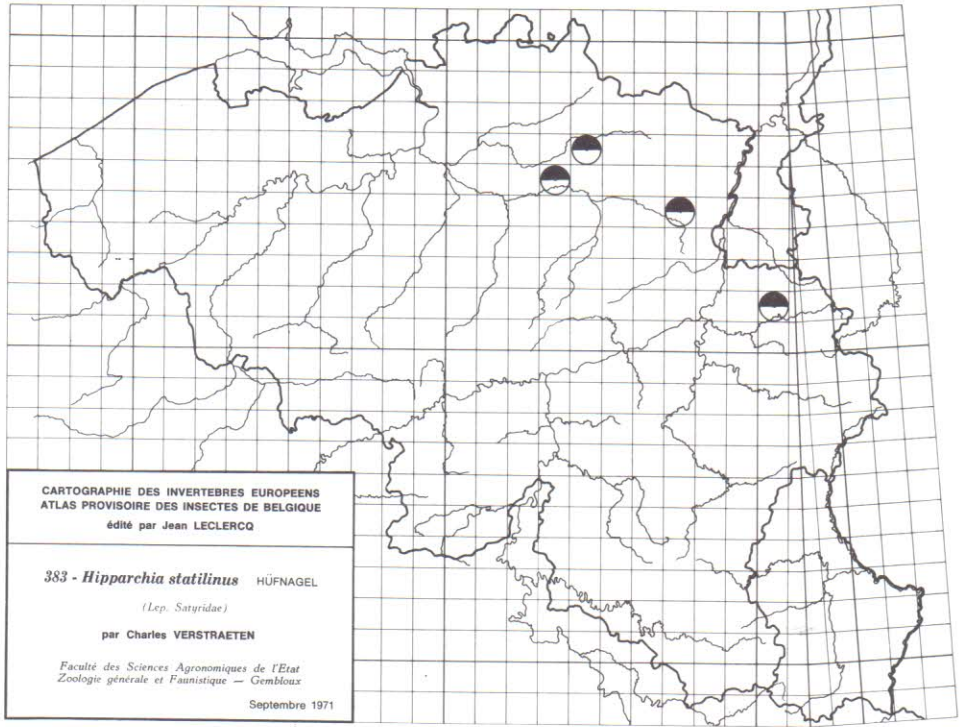 CARTOGRAPHIE DES INVERTEBRES EUROPEENS
ATLAS PROVISOIRE DES INSECTES DE BELGIQUE
édité par Jean LECLERCQ
383 - Hipparchia statilinus HÜFNAGEL
(Lep. Satyridae)
par Charles VERSTRAETEN
Faculté des Sciences Agronomiques de l'Etat
Zoologie générale et Faunistique — Gembloux
Septembre 1971